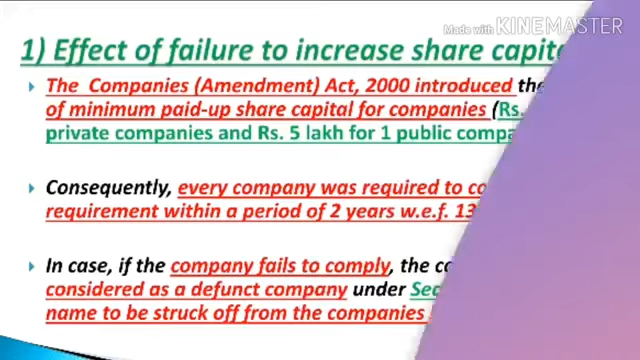 Made with KINEMASTER
1) Effect of failure to increase share capit
The Companies (Amendment) Act, 2000 introduced the
of minimum paid-up share capital for companies (Rs.
private companies and Rs. 5 lakh for 1 public compa
Consequently, every company was required to co
requirement within a period of 2 years w.e.f. 13
In case, if the company fails to comply, the co
considered as a defunct company under Sec
name to be struck off from the companies